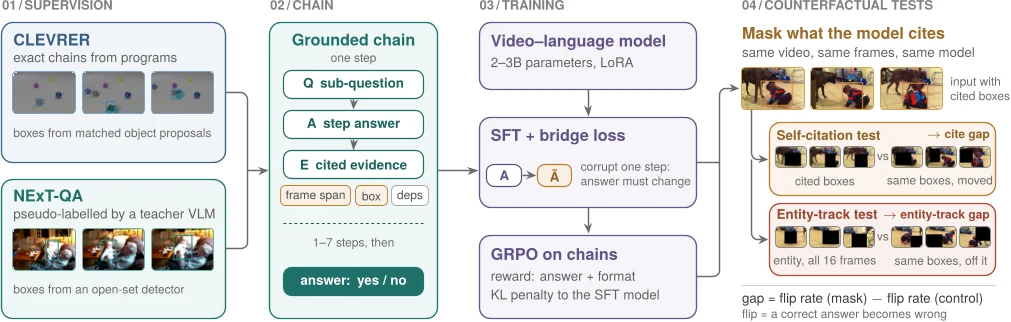 01 / SUPERVISION
CLEVRER
exact chains from programs
boxes from matched object proposals
NExT-QA
pseudo-labelled by a teacher VLM
boxes from an open-set detector
02 / CHAIN
Grounded chain
one step
Q sub-question
A step answer
E cited evidence
frame span box deps
1–7 steps, then
answer: yes / no
03 / TRAINING
Video–language model
2–3B parameters, LoRA
SFT + bridge loss
A → Ã
corrupt one step:
answer must change
GRPO on chains
reward: answer + format
KL penalty to the SFT model
04 / COUNTERFACTUAL TESTS
Mask what the model cites
same video, same frames, same model
input with
cited boxes
Self-citation test → cite gap
vs
cited boxes same boxes, moved
Entity-track test → entity-track gap
vs
entity, all 16 frames same boxes, off it
gap = flip rate (mask) − flip rate (control)
flip = a correct answer becomes wrong